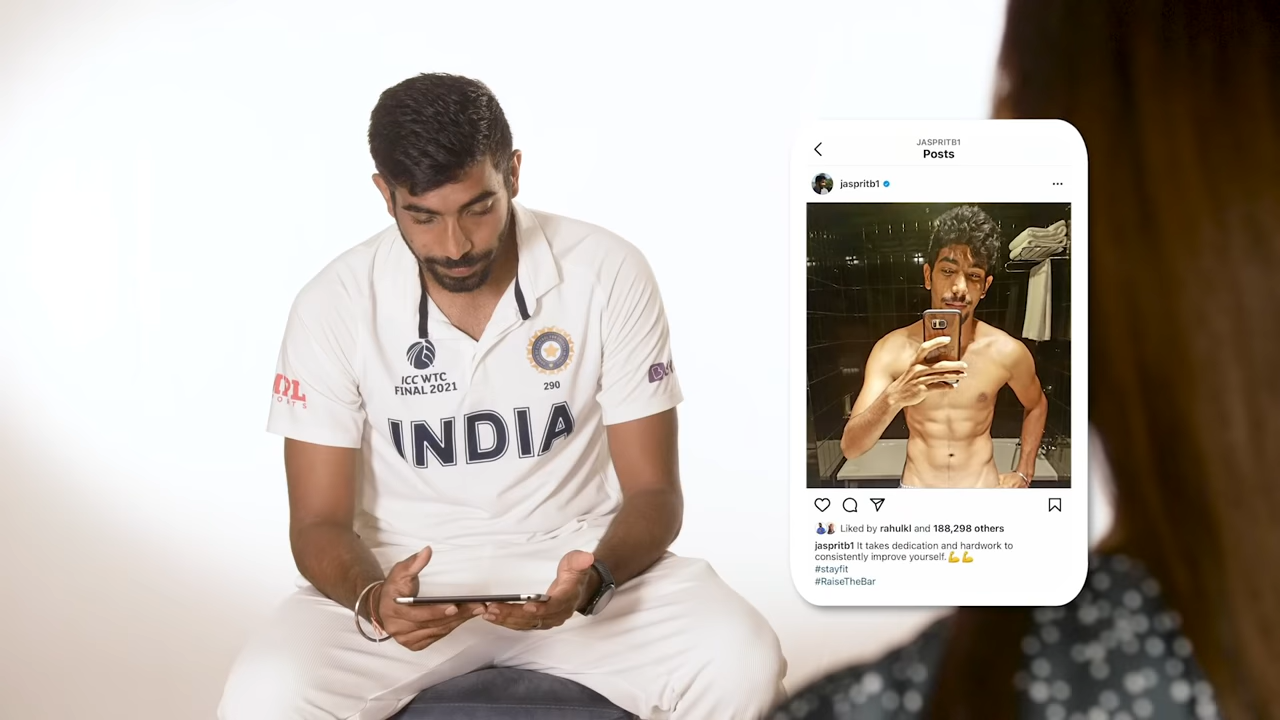 JASPRITB1
Posts
jaspritb1
ICC WTC
FINAL 2021
290
INDIA
Liked by rahulkl and 188,298 others
jaspritb1 It takes dedication and hardwork to
consistently improve yourself.💪💪
#stayfit
#RaiseTheBar